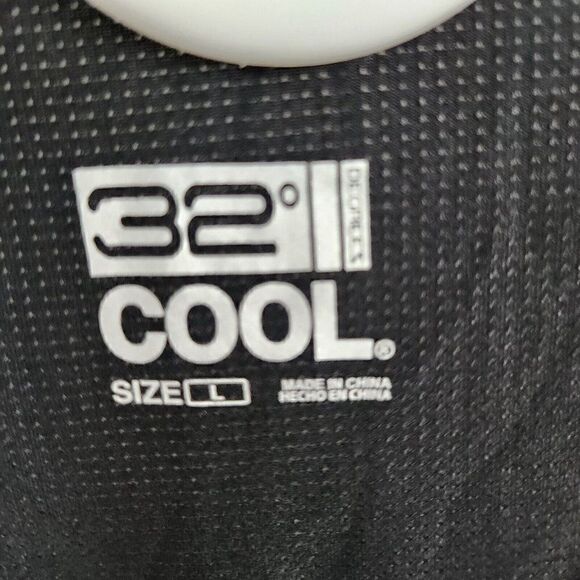 32°
DEGREES
COOL®
SIZE L
MADE IN CHINA
HECHO EN CHINA